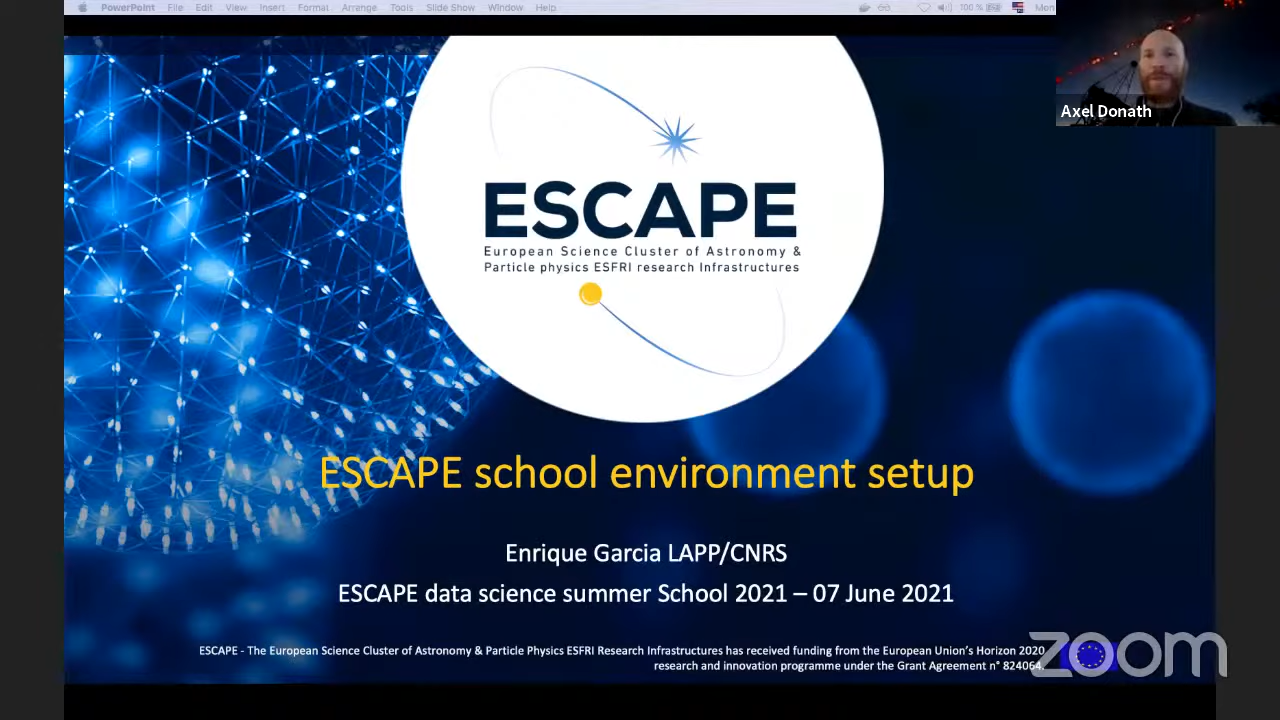 PowerPoint File Edit View Insert Format Arrange Tools Slide Show Window Help 100 % Mon
Axel Donath
ESCAPE
European Science Cluster of Astronomy &
Particle physics ESFRI research Infrastructures
ESCAPE school environment setup
Enrique Garcia LAPP/CNRS
ESCAPE data science summer School 2021 – 07 June 2021
ESCAPE - The European Science Cluster of Astronomy & Particle Physics ESFRI Research Infrastructures has received funding from the European Union's Horizon 2020
research and innovation programme under the Grant Agreement n° 824064.
zoom